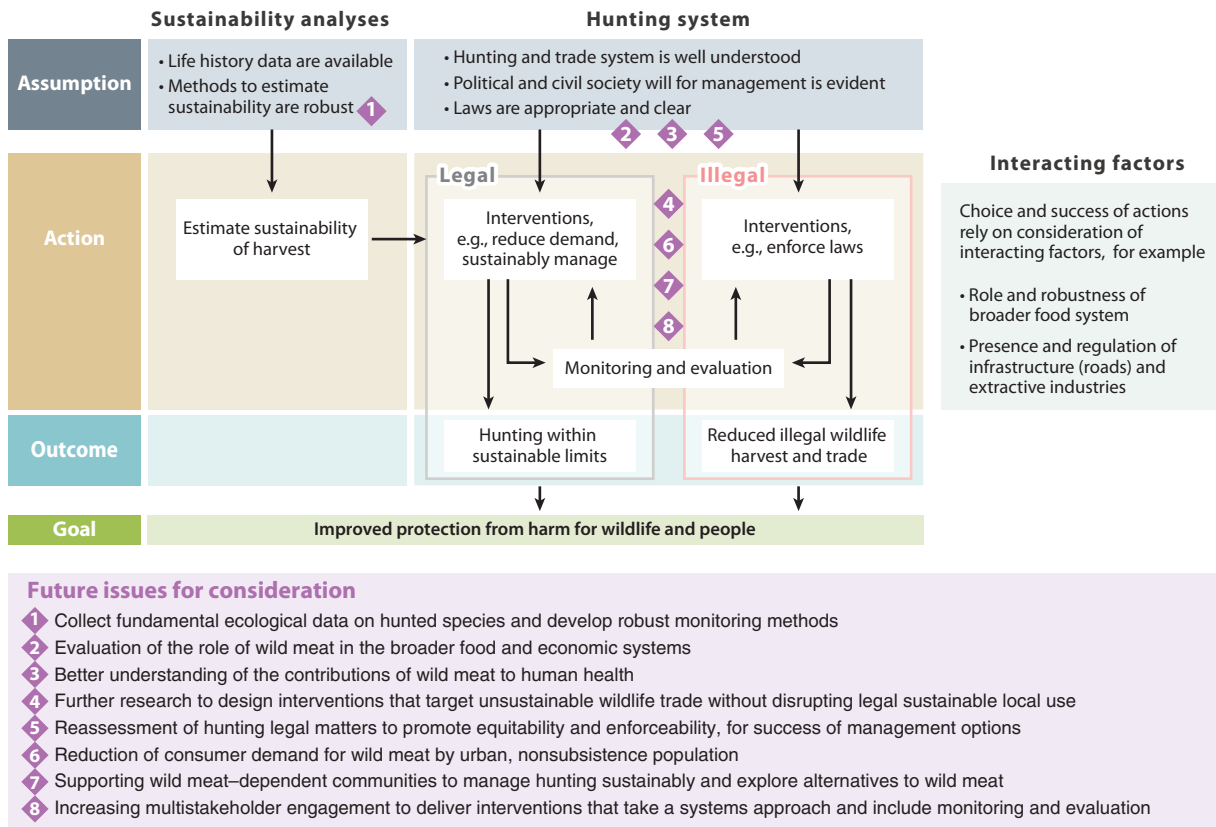 Sustainability analyses
Hunting system
Assumption
• Life history data are available
• Methods to estimate
sustainability are robust 1
• Hunting and trade system is well understood
• Political and civil society will for management is evident
• Laws are appropriate and clear
2 3 5
Action
Estimate sustainability
of harvest
Legal
Interventions,
e.g., reduce demand,
sustainably manage
4
6
7
8
Illegal
Interventions,
e.g., enforce laws
Monitoring and evaluation
Outcome
Hunting within
sustainable limits
Reduced illegal wildlife
harvest and trade
Goal
Improved protection from harm for wildlife and people
Interacting factors
Choice and success of actions
rely on consideration of
interacting factors, for example
• Role and robustness of
broader food system
• Presence and regulation of
infrastructure (roads) and
extractive industries
Future issues for consideration
1 Collect fundamental ecological data on hunted species and develop robust monitoring methods
2 Evaluation of the role of wild meat in the broader food and economic systems
3 Better understanding of the contributions of wild meat to human health
4 Further research to design interventions that target unsustainable wildlife trade without disrupting legal sustainable local use
5 Reassessment of hunting legal matters to promote equitability and enforceability, for success of management options
6 Reduction of consumer demand for wild meat by urban, nonsubsistence population
7 Supporting wild meat–dependent communities to manage hunting sustainably and explore alternatives to wild meat
8 Increasing multistakeholder engagement to deliver interventions that take a systems approach and include monitoring and evaluation